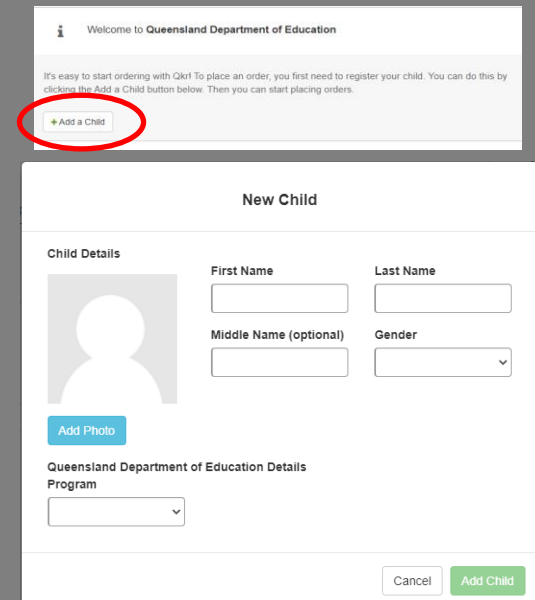 Welcome to Queensland Department of Education
It's easy to start ordering with Qkr! To place an order, you first need to register your child. You can do this by
clicking the Add a Child button below. Then you can start placing orders.
+ Add a Child
New Child
Child Details
First Name
Last Name
Middle Name (optional)
Gender
Add Photo
Queensland Department of Education Details
Program
Cancel
Add Child